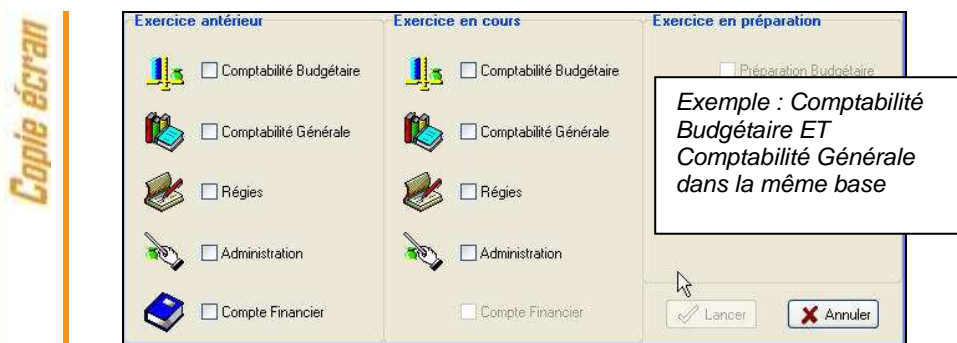 Copie écran
Exercice antérieur
Comptabilité Budgétaire
Comptabilité Générale
Régies
Administration
Compte Financier
Exercice en cours
Comptabilité Budgétaire
Comptabilité Générale
Régies
Administration
Compte Financier
Exercice en préparation
Préparation Budgétaire
Exemple : Comptabilité
Budgétaire ET
Comptabilité Générale
dans la même base
Lancer
Annuler